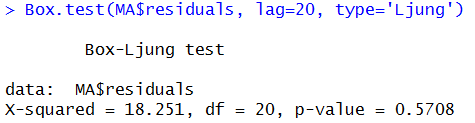 > Box.test(MA$residuals, lag=20, type='Ljung')
Box-Ljung test
data:  MA$residuals
X-squared = 18.251, df = 20, p-value = 0.5708